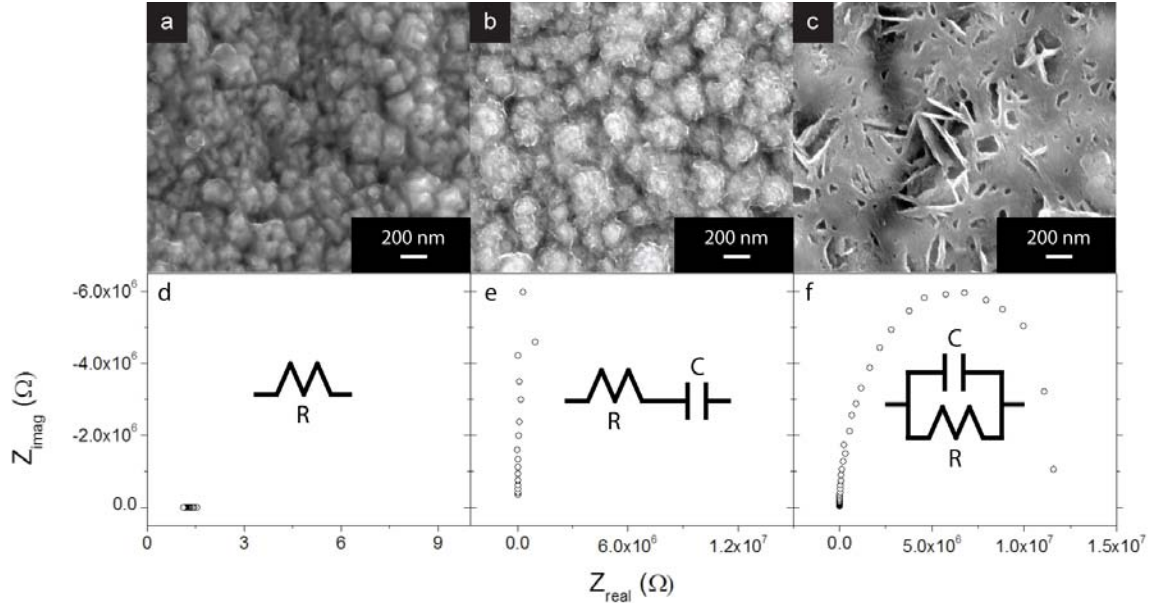 a
b
c
200 nm
200 nm
200 nm
d
e
f
-6.0x10⁶
-4.0x10⁶
-2.0x10⁶
0.0
Z_imag (Ω)
R
R
C
C
R
0 3 6 9
0.0 6.0x10⁶ 1.2x10⁷
0.0 5.0x10⁶ 1.0x10⁷ 1.5x10⁷
Z_real (Ω)